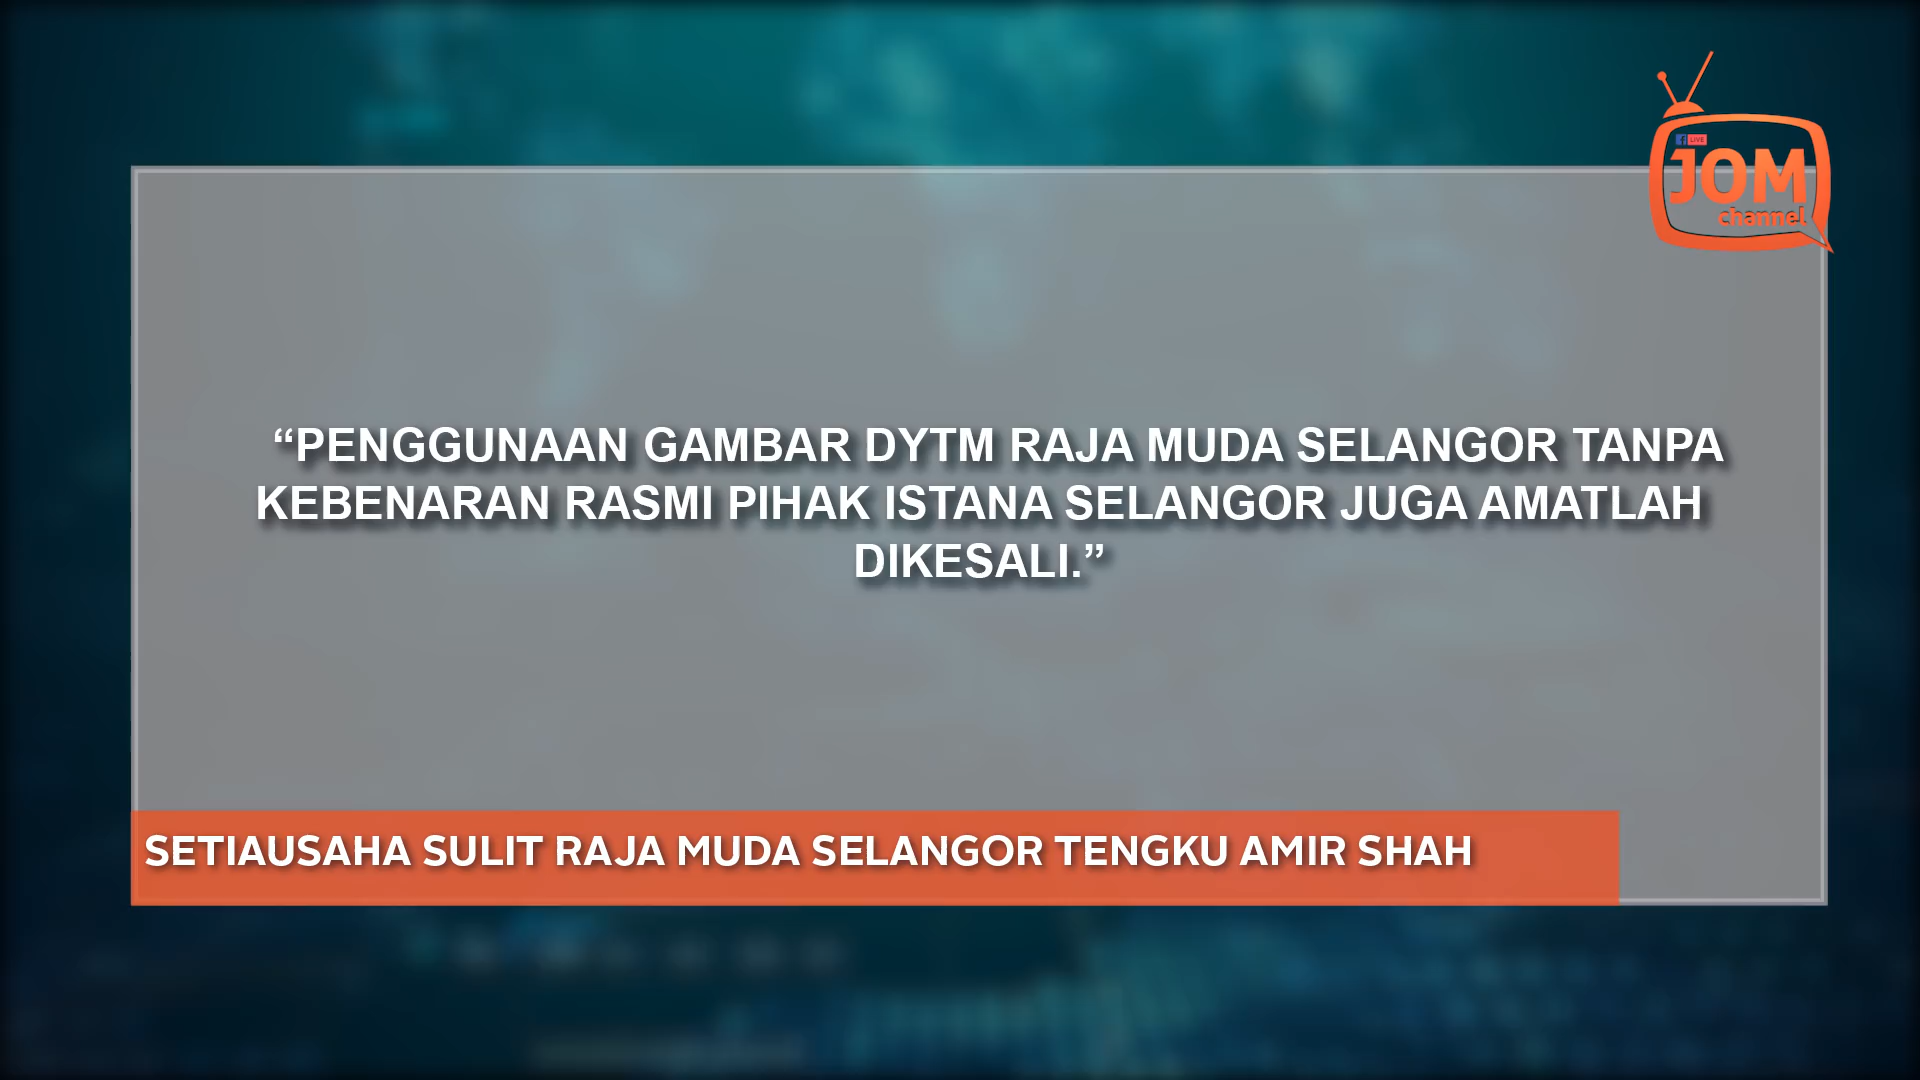 LIVE
JOM
channel
“PENGGUNAAN GAMBAR DYTM RAJA MUDA SELANGOR TANPA
KEBENARAN RASMI PIHAK ISTANA SELANGOR JUGA AMATLAH
DIKESALI.”
SETIAUSAHA SULIT RAJA MUDA SELANGOR TENGKU AMIR SHAH